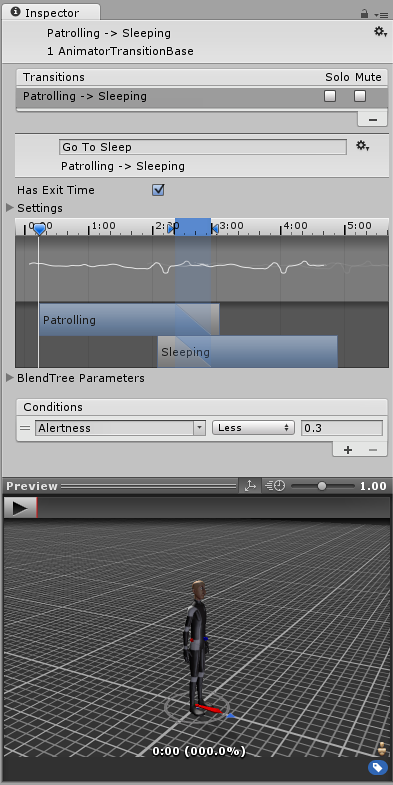 Inspector
Patrolling -> Sleeping
1 AnimatorTransitionBase
Transitions Solo Mute
Patrolling -> Sleeping
Go To Sleep
Patrolling -> Sleeping
Has Exit Time
Settings
0:00 1:00 2:00 3:00 4:00 5:00
Patrolling
Sleeping
BlendTree Parameters
Conditions
Alertness Less 0.3
Preview 1.00
0:00 (000.0%)